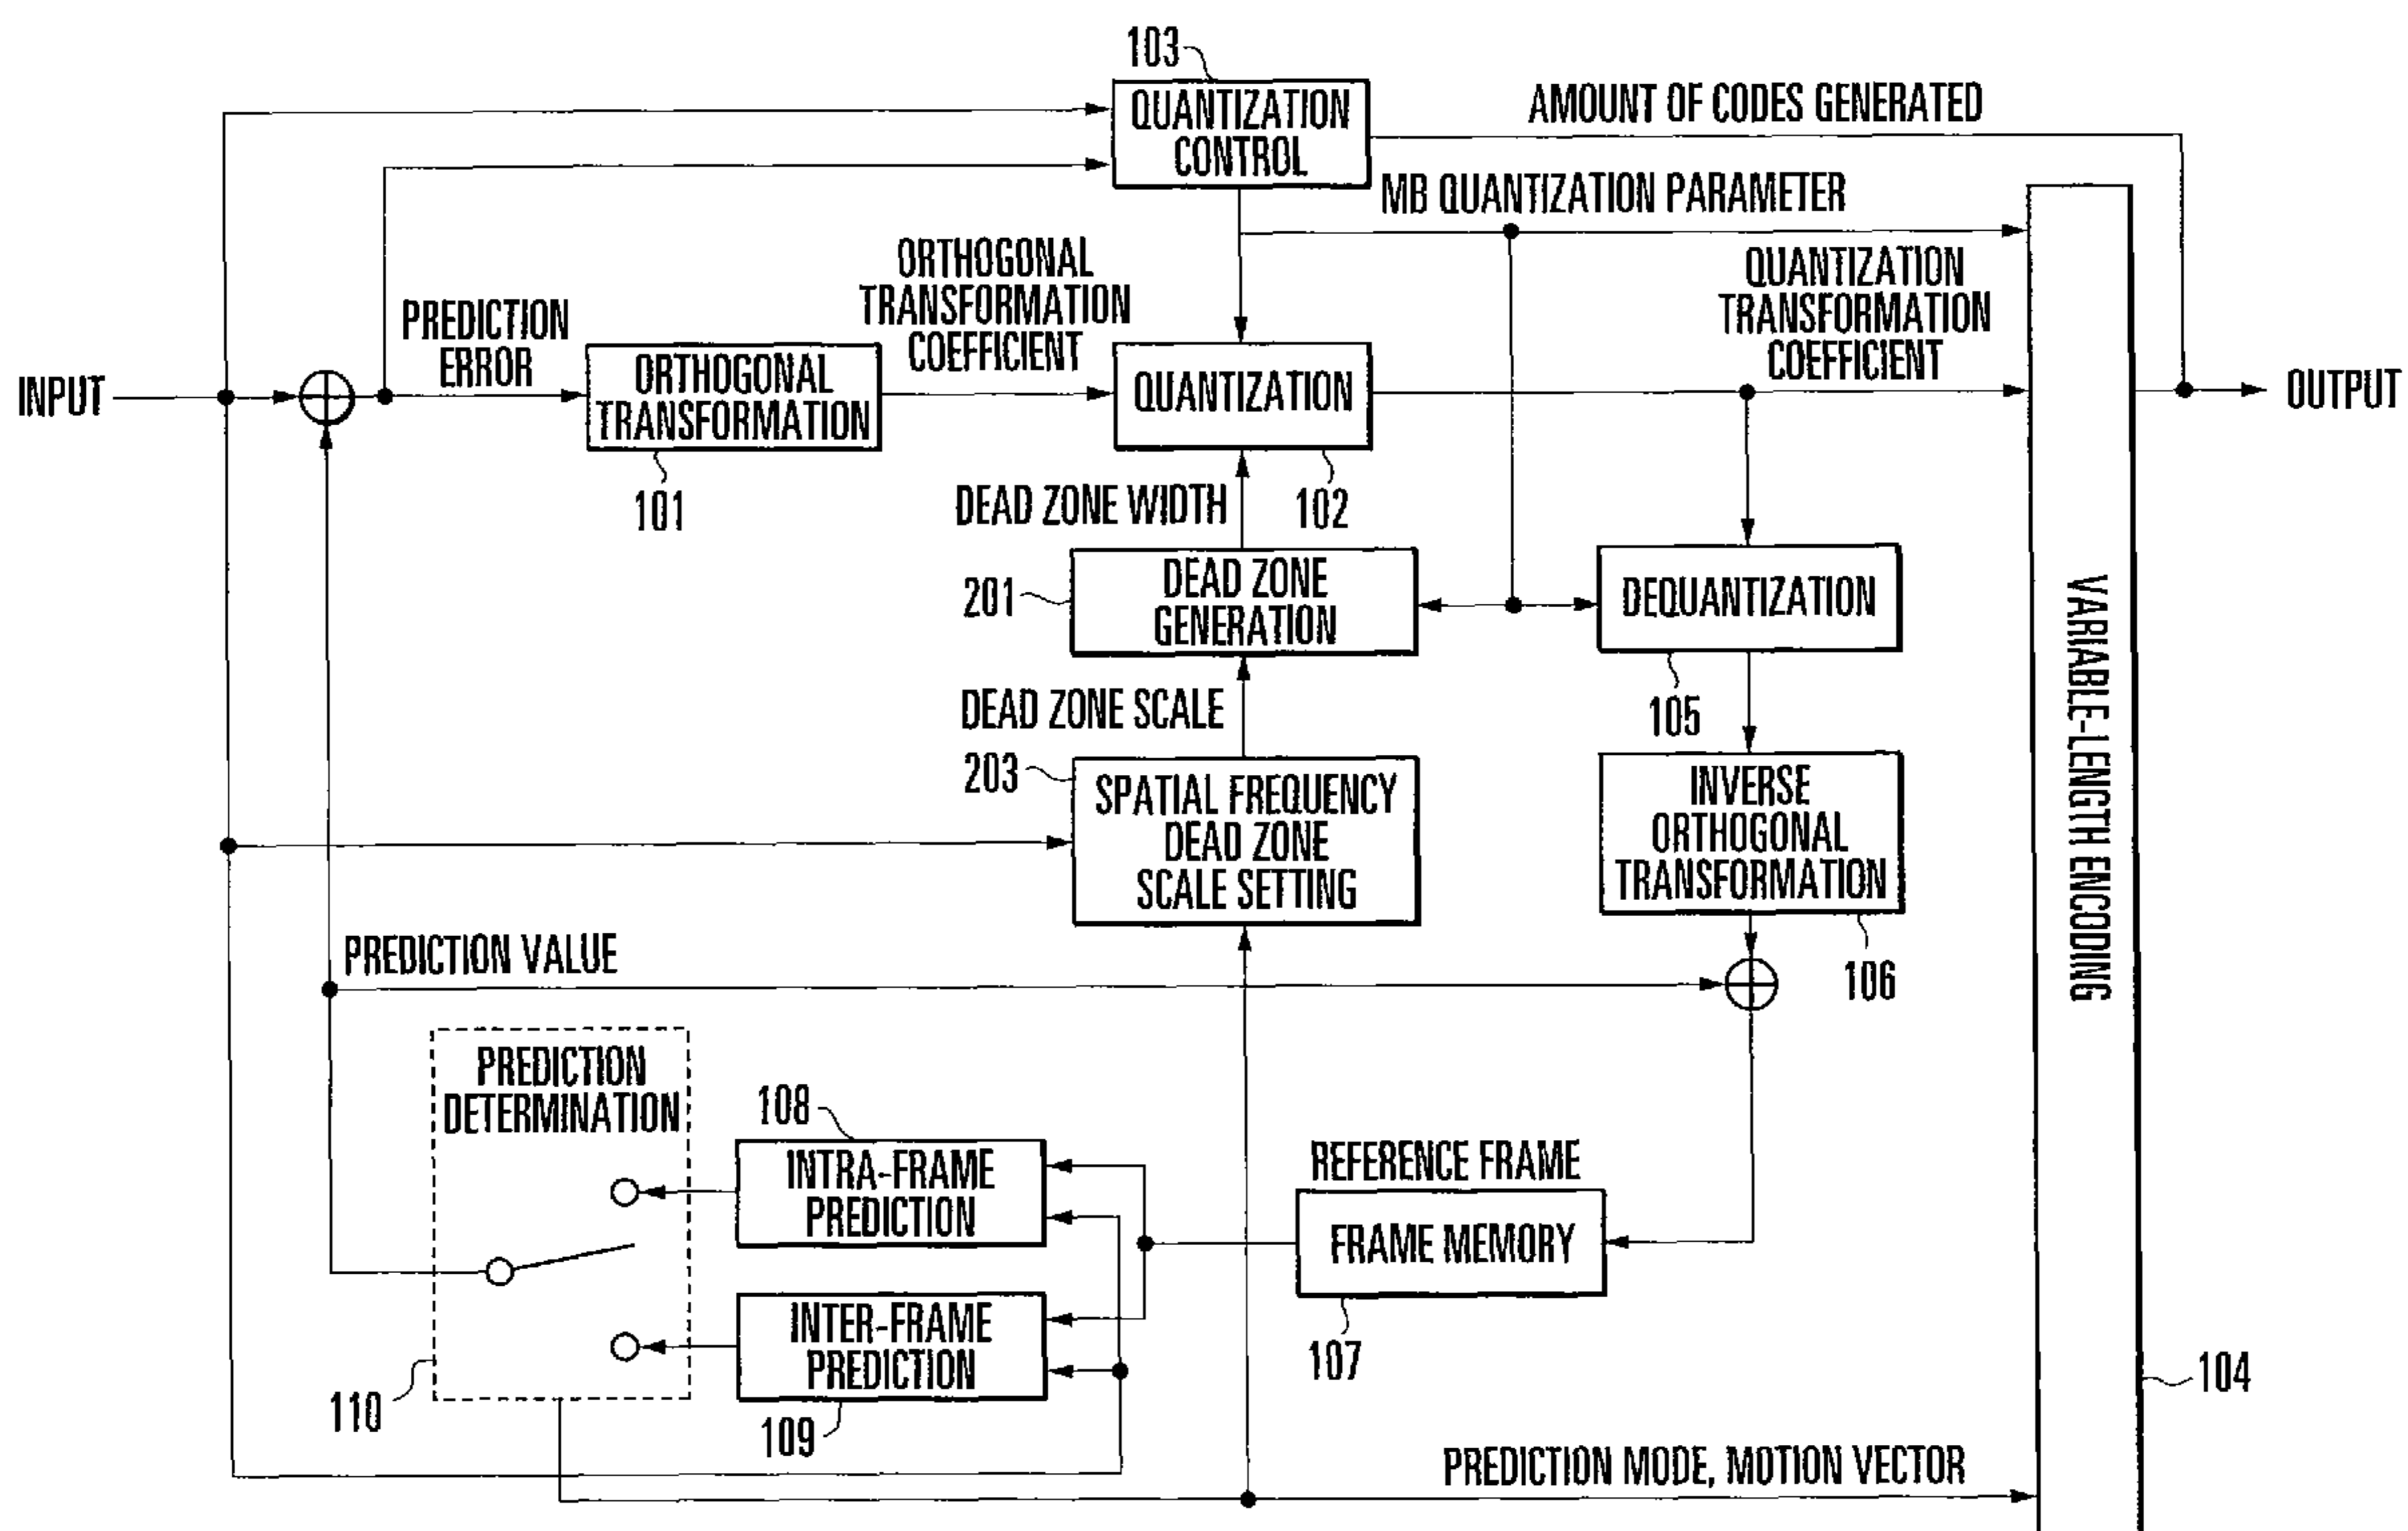 103
QUANTIZATION
CONTROL
AMOUNT OF CODES GENERATED
MB QUANTIZATION PARAMETER
ORTHOGONAL
TRANSFORMATION
COEFFICIENT
QUANTIZATION
TRANSFORMATION
COEFFICIENT
PREDICTION
ERROR
INPUT
ORTHOGONAL
TRANSFORMATION
QUANTIZATION
OUTPUT
101
DEAD ZONE WIDTH
102
201
DEAD ZONE
GENERATION
DEQUANTIZATION
VARIABLE-LENGTH ENCODING
DEAD ZONE SCALE
105
203
SPATIAL FREQUENCY
DEAD ZONE
SCALE SETTING
INVERSE
ORTHOGONAL
TRANSFORMATION
PREDICTION VALUE
106
PREDICTION
DETERMINATION
108
INTRA-FRAME
PREDICTION
REFERENCE FRAME
FRAME MEMORY
INTER-FRAME
PREDICTION
107
104
110
109
PREDICTION MODE, MOTION VECTOR